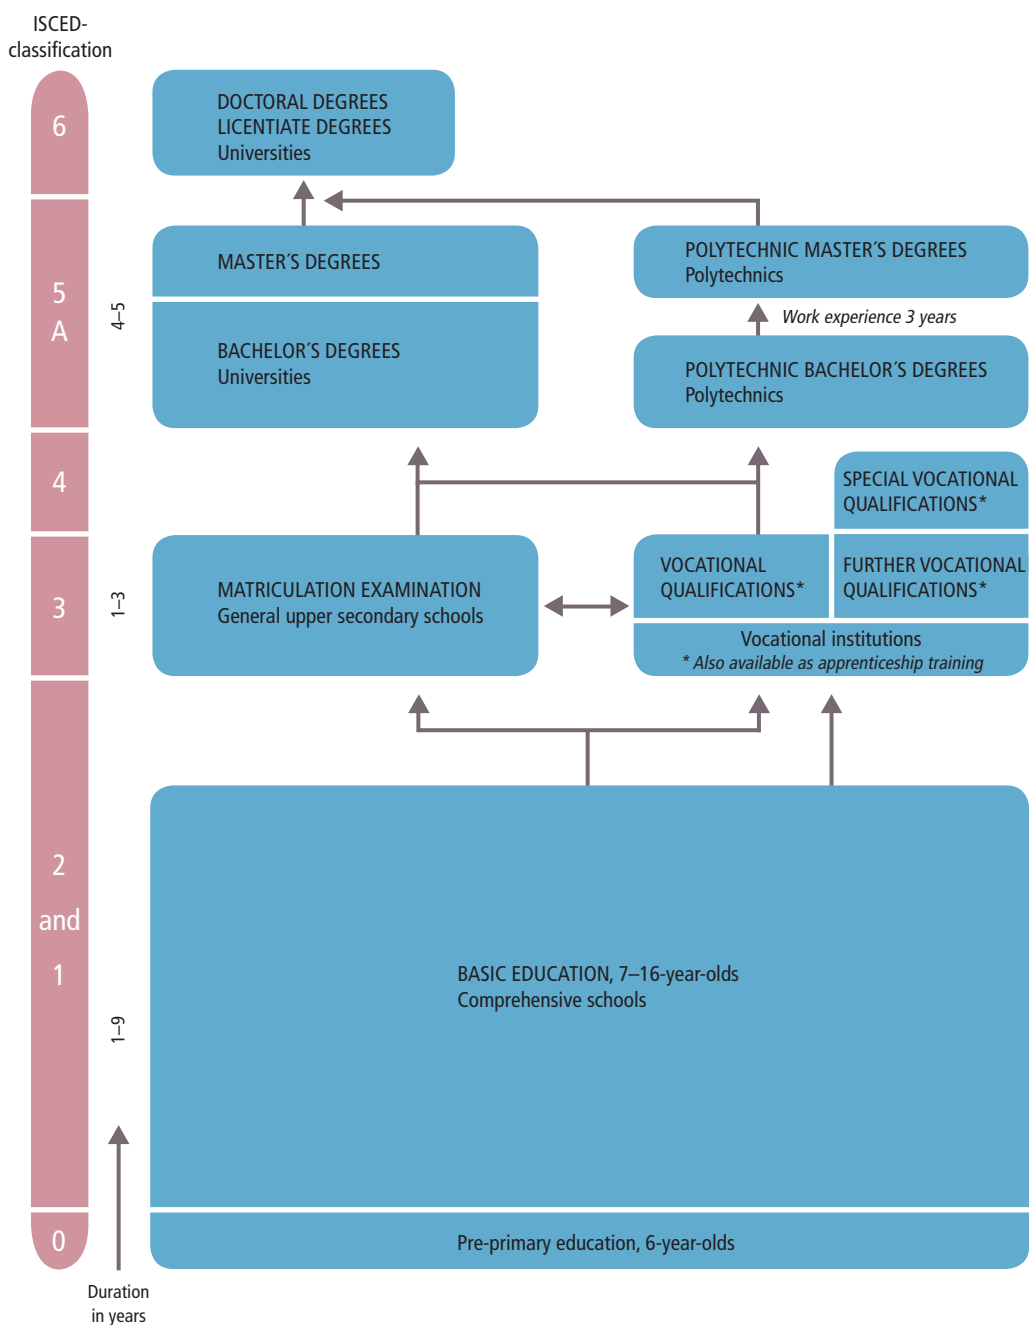 ISCED-
classification
6
DOCTORAL DEGREES
LICENTIATE DEGREES
Universities
5
A
4–5
MASTER´S DEGREES
BACHELOR´S DEGREES
Universities
POLYTECHNIC MASTER´S DEGREES
Polytechnics
Work experience 3 years
POLYTECHNIC BACHELOR´S DEGREES
Polytechnics
4
SPECIAL VOCATIONAL
QUALIFICATIONS*
3
1–3
MATRICULATION EXAMINATION
General upper secondary schools
VOCATIONAL
QUALIFICATIONS*
FURTHER VOCATIONAL
QUALIFICATIONS*
Vocational institutions
* Also available as apprenticeship training
2
and
1
1–9
BASIC EDUCATION, 7–16-year-olds
Comprehensive schools
0
Pre-primary education, 6-year-olds
Duration
in years